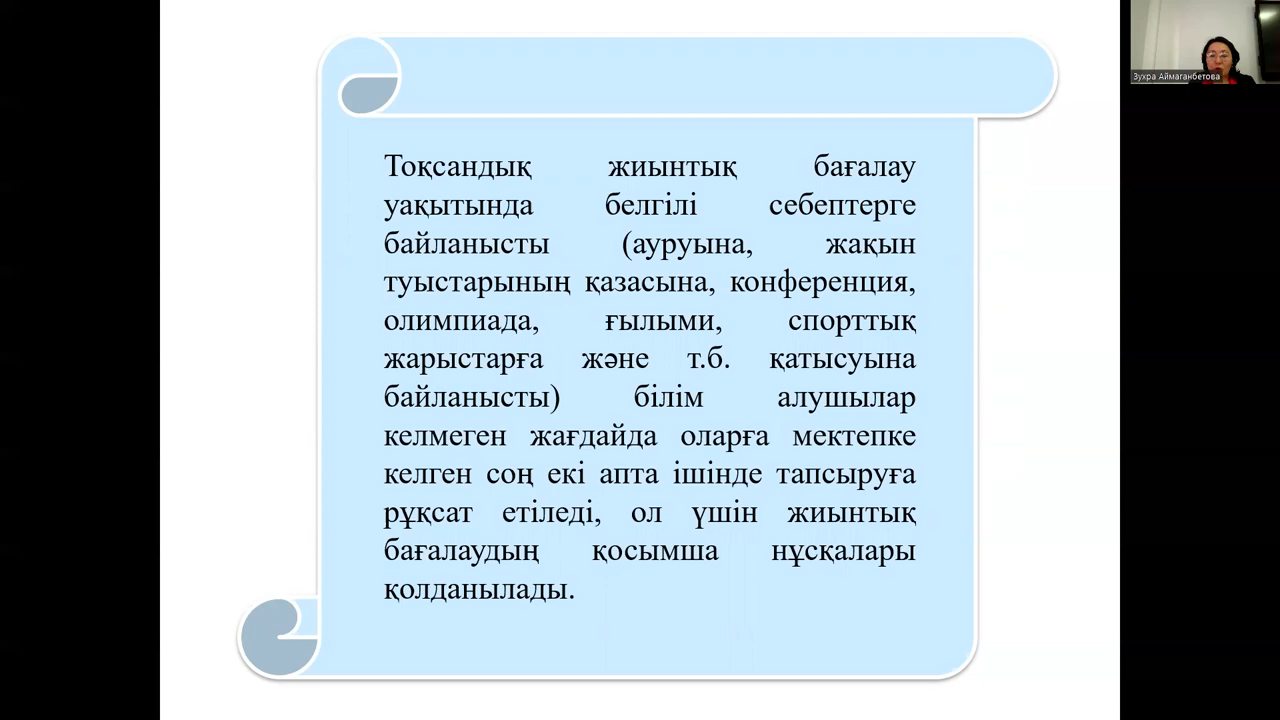 Тоқсандық жиынтық бағалау
уақытында белгілі себептерге
байланысты (ауруына, жақын
туыстарының қазасына, конференция,
олимпиада, ғылыми, спорттық
жарыстарға және т.б. қатысуына
байланысты) білім алушылар
келмеген жағдайда оларға мектепке
келген соң екі апта ішінде тапсыруға
рұқсат етіледі, ол үшін жиынтық
бағалаудың қосымша нұсқалары
қолданылады.
Зухра Аймаганбетова